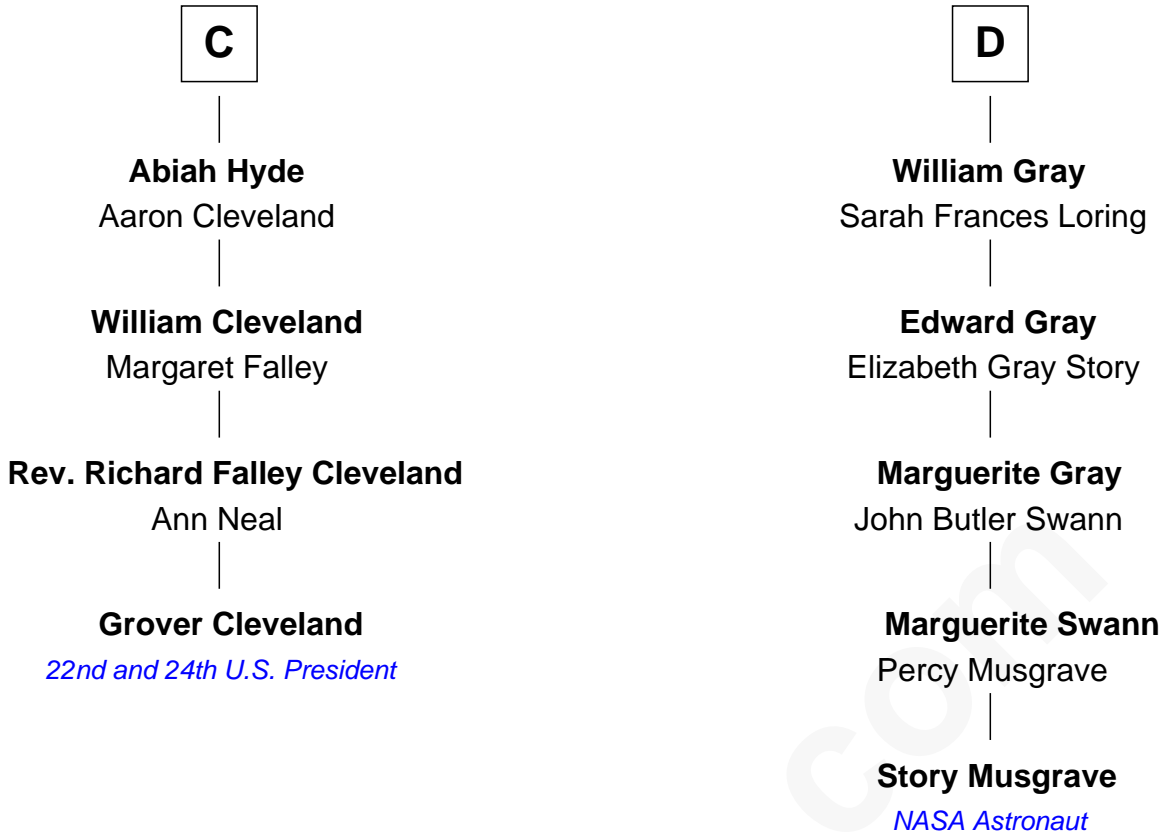 C
Abiah Hyde
Aaron Cleveland
William Cleveland
Margaret Falley
Rev. Richard Falley Cleveland
Ann Neal
Grover Cleveland
22nd and 24th U.S. President
D
William Gray
Sarah Frances Loring
Edward Gray
Elizabeth Gray Story
Marguerite Gray
John Butler Swann
Marguerite Swann
Percy Musgrave
Story Musgrave
NASA Astronaut
com